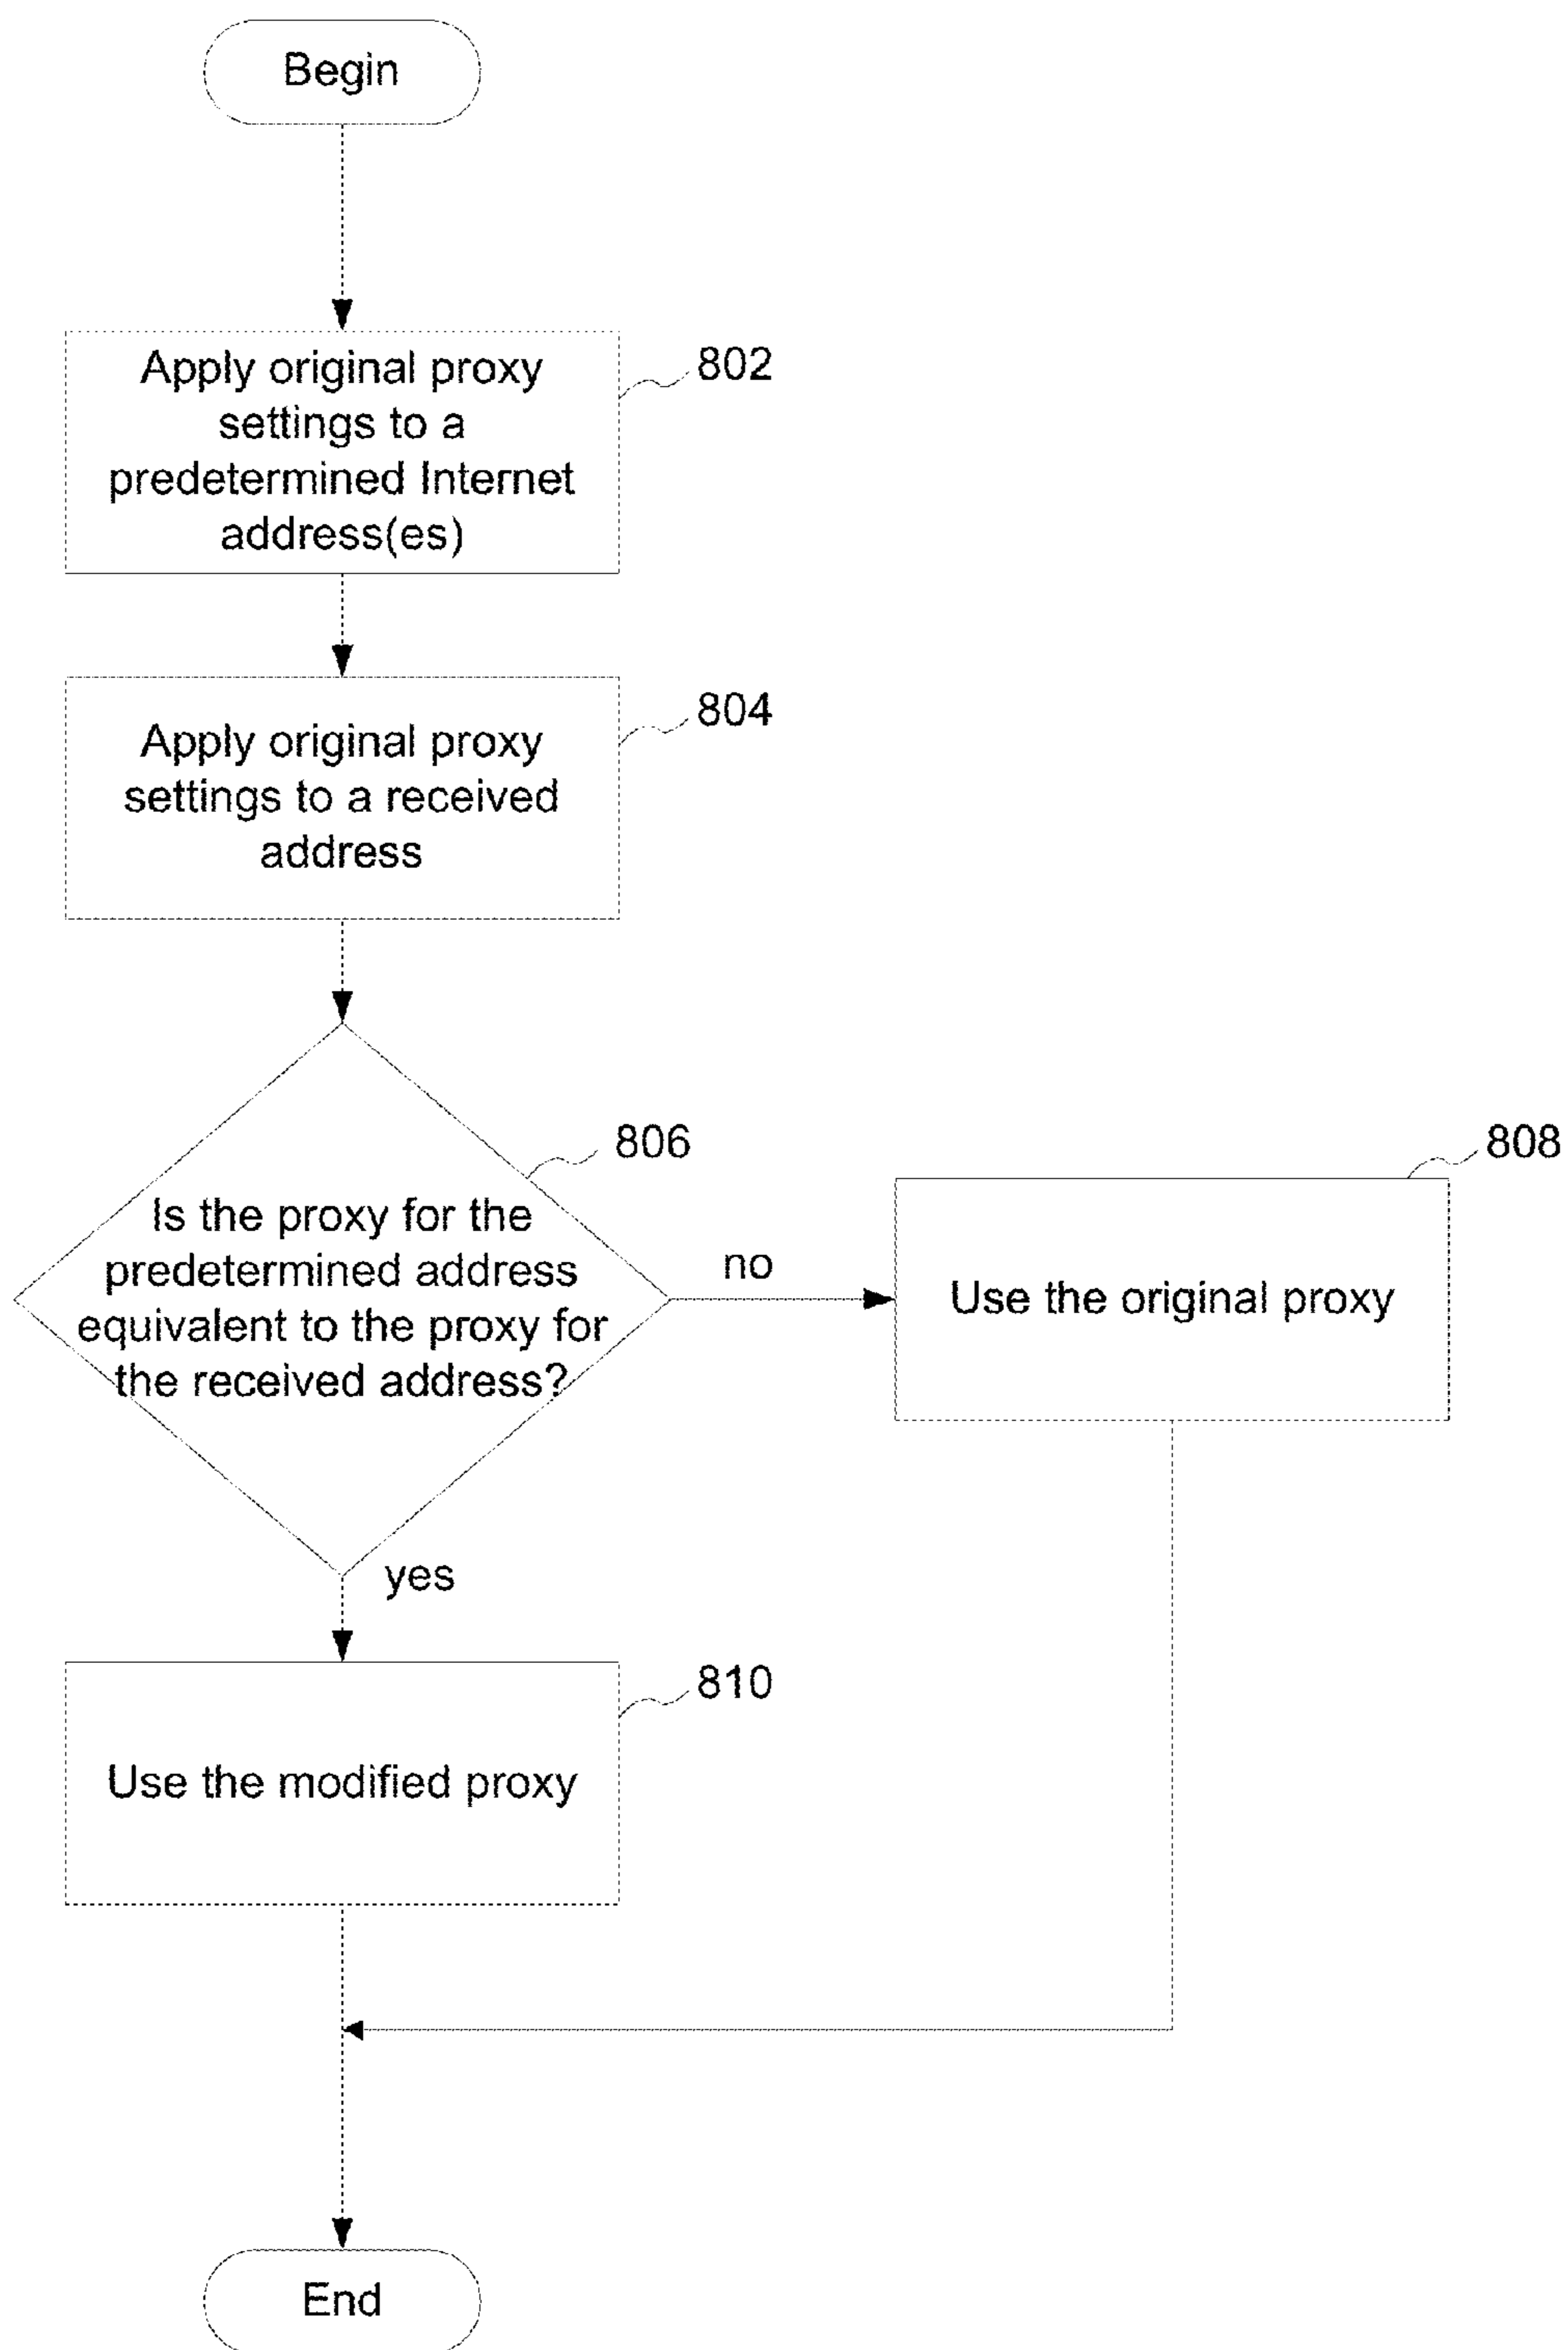 Begin
Apply original proxy
settings to a
predetermined Internet
address(es)
802
Apply original proxy
settings to a received
address
804
806
Is the proxy for the
predetermined address
equivalent to the proxy for
the received address?
no
808
Use the original proxy
yes
810
Use the modified proxy
End